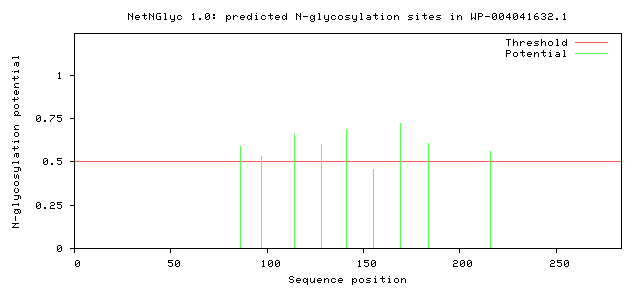 NetNGlyc 1.0: predicted N-glycosylation sites in WP-004041632.1
Threshold
Potential
N-glycosylation potential
1
0.75
0.5
0.25
0
0 50 100 150 200 250
Sequence position